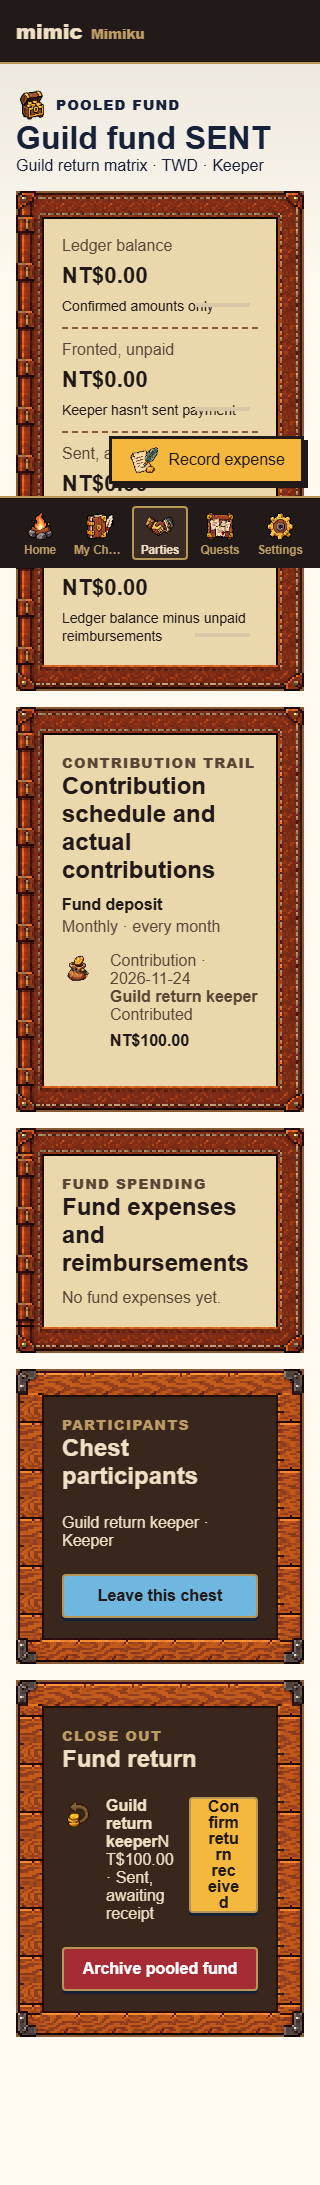 mimic Mimiku
POOLED FUND
Guild fund SENT
Guild return matrix · TWD · Keeper
Ledger balance
NT$0.00
Confirmed amounts only
Fronted, unpaid
NT$0.00
Keeper hasn't sent payment
Sent, a
NT$0.
Record expense
Home
My Ch...
Parties
Quests
Settings
NT$0.00
Ledger balance minus unpaid
reimbursements
CONTRIBUTION TRAIL
Contribution
schedule and
actual
contributions
Fund deposit
Monthly · every month
Contribution ·
2026-11-24
Guild return keeper
Contributed
NT$100.00
FUND SPENDING
Fund expenses
and
reimbursements
No fund expenses yet.
PARTICIPANTS
Chest
participants
Guild return keeper ·
Keeper
Leave this chest
CLOSE OUT
Fund return
Guild
return
keeperN
T$100.00
· Sent,
awaiting
receipt
Con
firm
retu
rn
rec
eive
d
Archive pooled fund